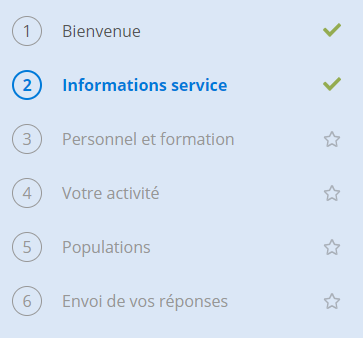 1 Bienvenue
2 Informations service
3 Personnel et formation
4 Votre activité
5 Populations
6 Envoi de vos réponses